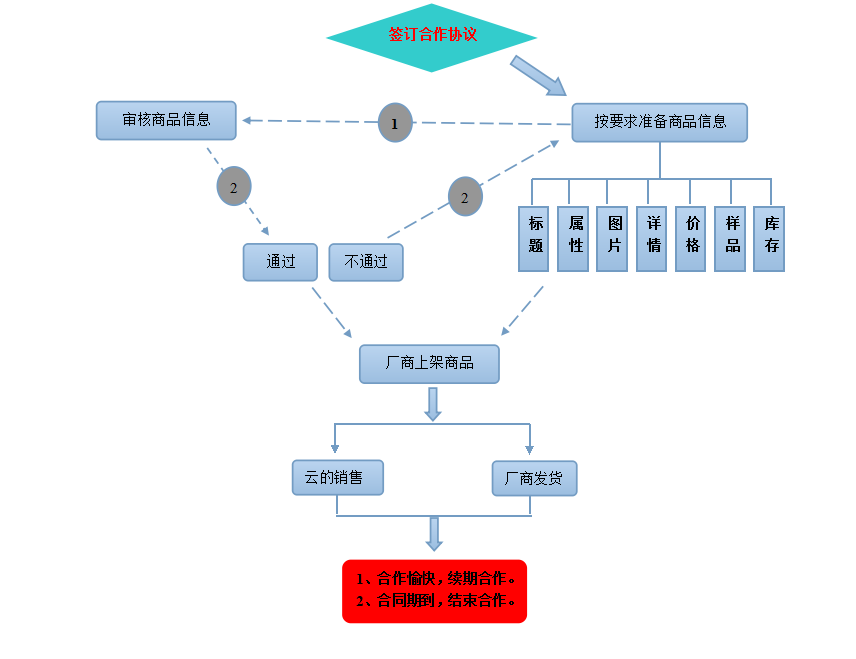 签订合作协议
审核商品信息
1
按要求准备商品信息
2
2
标题
属性
图片
详情
价格
样品
库存
通过
不通过
厂商上架商品
云的销售
厂商发货
1、合作愉快，续期合作。
2、合同期到，结束合作。